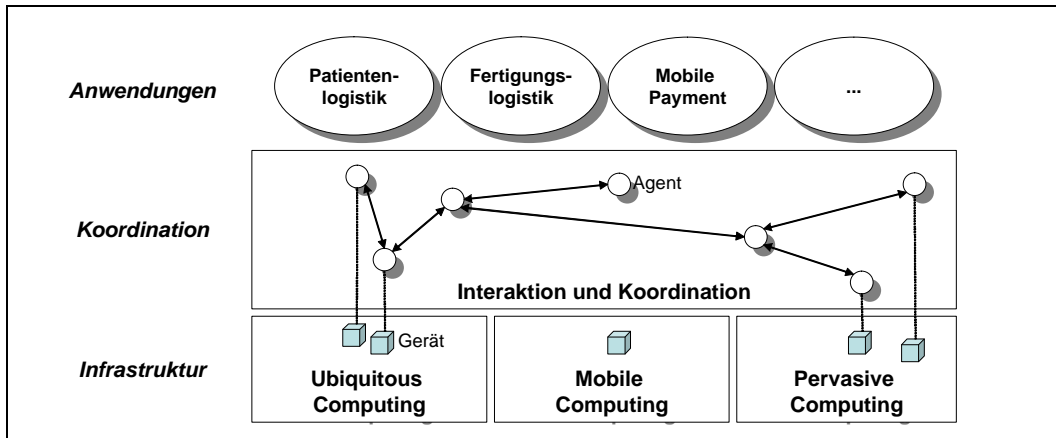 Anwendungen
Patienten-
logistik
Fertigungs-
logistik
Mobile
Payment
...
Koordination
Agent
Interaktion und Koordination
Infrastruktur
Gerät
Ubiquitous
Computing
Mobile
Computing
Pervasive
Computing